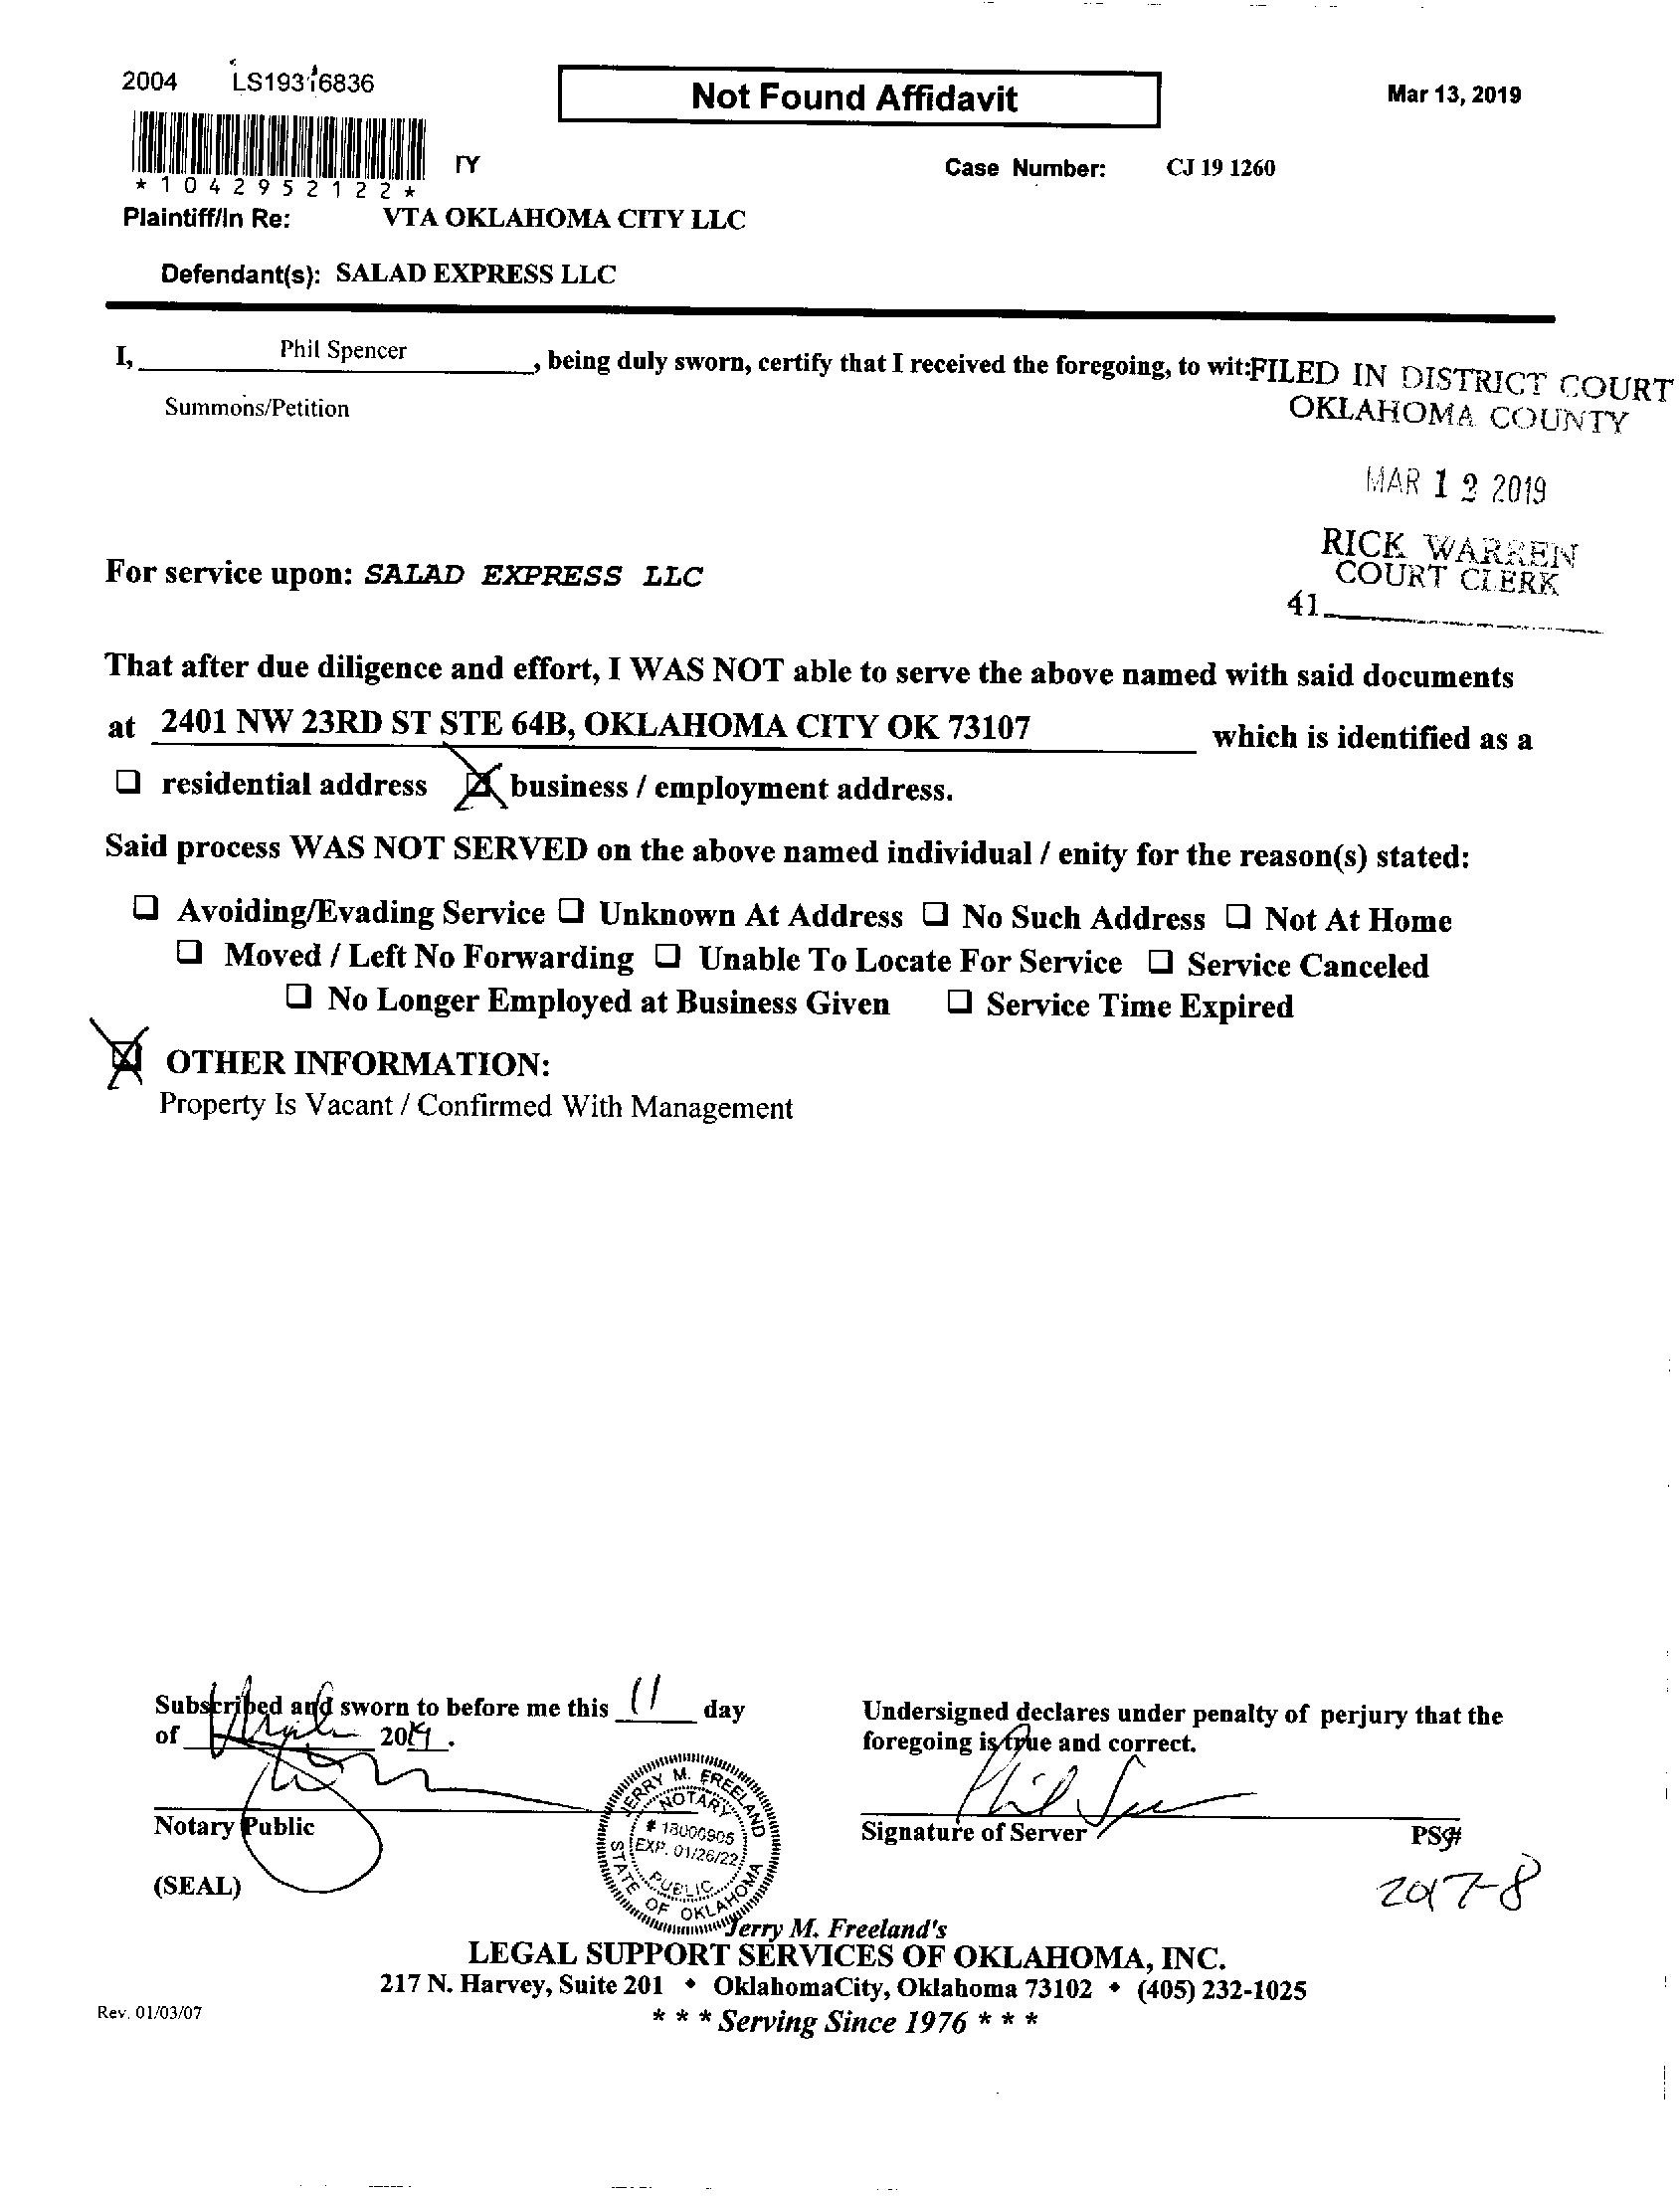 2004 LS19316836
Not Found Affidavit
Mar 13, 2019
TY
*1042952122*
Case Number: CJ 19 1260
Plaintiff/In Re: VTA OKLAHOMA CITY LLC
Defendant(s): SALAD EXPRESS LLC
I, Phil Spencer, being duly sworn, certify that I received the foregoing, to wit:
Summons/Petition
FILED IN DISTRICT COURT
OKLAHOMA COUNTY
MAR 12 2019
RICK WARREN
COURT CLERK
41
For service upon: SALAD EXPRESS LLC
That after due diligence and effort, I WAS NOT able to serve the above named with said documents
at 2401 NW 23RD ST STE 64B, OKLAHOMA CITY OK 73107 which is identified as a
❑ residential address ☒ business / employment address.
Said process WAS NOT SERVED on the above named individual / enity for the reason(s) stated:
❑ Avoiding/Evading Service ❑ Unknown At Address ❑ No Such Address ❑ Not At Home
❑ Moved / Left No Forwarding ❑ Unable To Locate For Service ❑ Service Canceled
❑ No Longer Employed at Business Given ❑ Service Time Expired
☒ OTHER INFORMATION:
Property Is Vacant / Confirmed With Management
Subscribed and sworn to before me this 11 day
of 2019.
Notary Public
(SEAL)
JERRY M. FREELAND
NOTARY
# 18000905
EXP. 01/26/22
PUBLIC
STATE OF OKLAHOMA
Undersigned declares under penalty of perjury that the
foregoing is true and correct.
Phil
Signature of Server PS#
2017-8
Jerry M. Freeland's
LEGAL SUPPORT SERVICES OF OKLAHOMA, INC.
217 N. Harvey, Suite 201 • OklahomaCity, Oklahoma 73102 • (405) 232-1025
Rev. 01/03/07
* * * Serving Since 1976 * * *